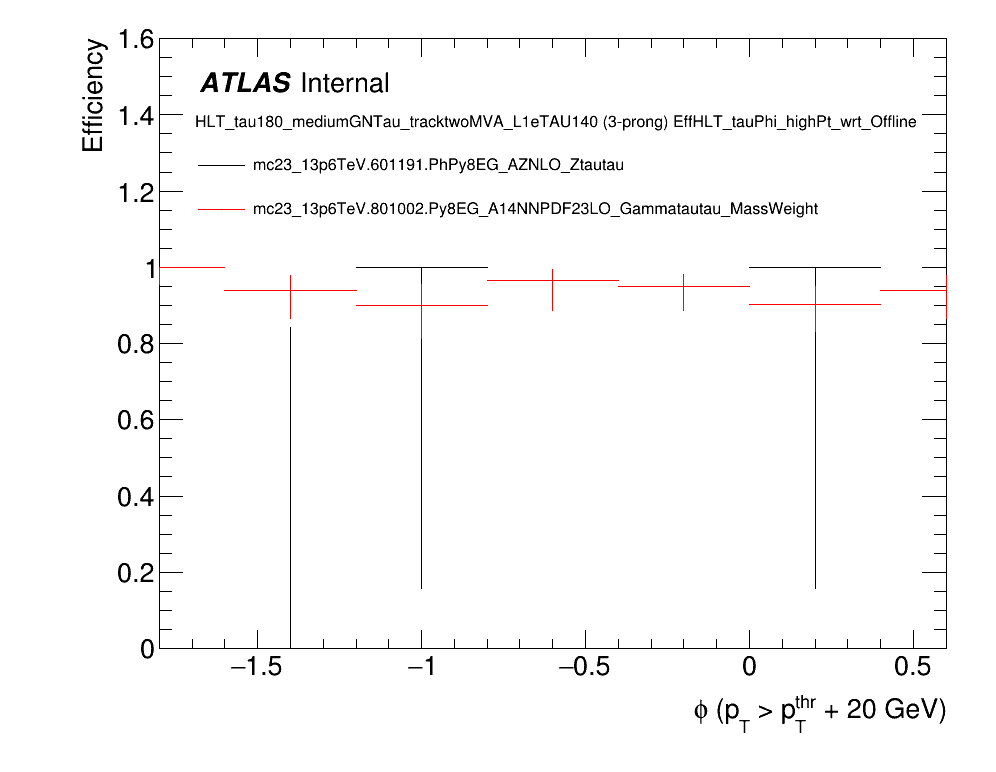 Efficiency
1.6
1.4
1.2
1
0.8
0.6
0.4
0.2
0
ATLAS Internal
HLT_tau180_mediumGNTau_tracktwoMVA_L1eTAU140 (3-prong) EffHLT_tauPhi_highPt_wrt_Offline
mc23_13p6TeV.601191.PhPy8EG_AZNLO_Ztautau
mc23_13p6TeV.801002.Py8EG_A14NNPDF23LO_Gammatautau_MassWeight
−1.5 −1 −0.5 0 0.5
ϕ (p_T > p_T^thr + 20 GeV)